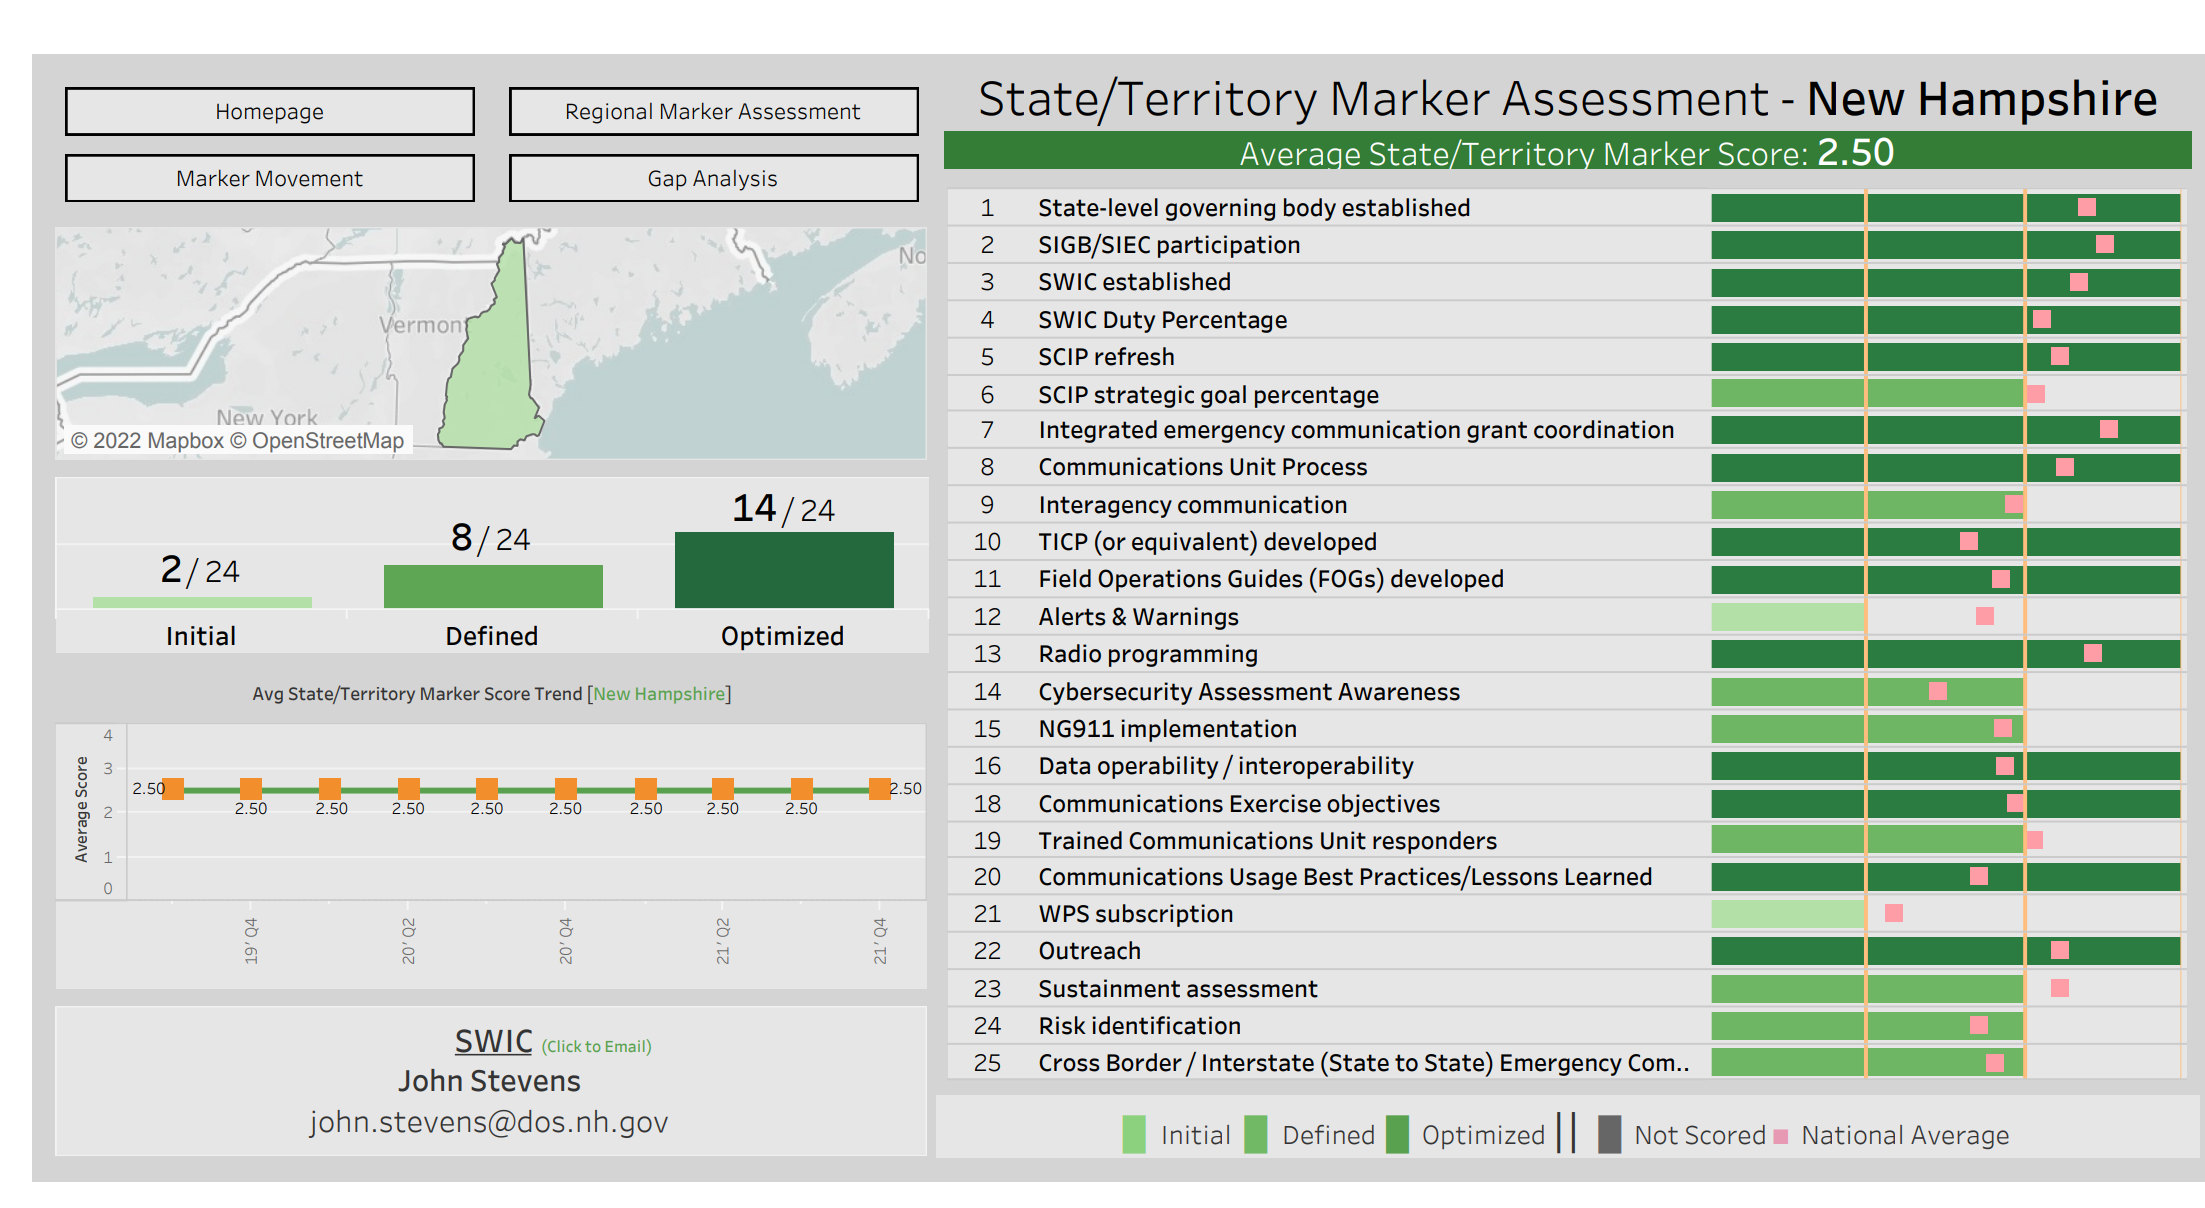 Homepage
Regional Marker Assessment
Marker Movement
Gap Analysis
No
Vermont
New York
© 2022 Mapbox © OpenStreetMap
2 / 24
8 / 24
14 / 24
Initial
Defined
Optimized
Avg State/Territory Marker Score Trend [New Hampshire]
Average Score
4
3
2
1
0
2.50
2.50
2.50
2.50
2.50
2.50
2.50
2.50
2.50
2.50
19' Q4
20' Q2
20' Q4
21' Q2
21' Q4
SWIC (Click to Email)
John Stevens
john.stevens@dos.nh.gov
State/Territory Marker Assessment - New Hampshire
Average State/Territory Marker Score: 2.50
1 State-level governing body established
2 SIGB/SIEC participation
3 SWIC established
4 SWIC Duty Percentage
5 SCIP refresh
6 SCIP strategic goal percentage
7 Integrated emergency communication grant coordination
8 Communications Unit Process
9 Interagency communication
10 TICP (or equivalent) developed
11 Field Operations Guides (FOGs) developed
12 Alerts & Warnings
13 Radio programming
14 Cybersecurity Assessment Awareness
15 NG911 implementation
16 Data operability / interoperability
18 Communications Exercise objectives
19 Trained Communications Unit responders
20 Communications Usage Best Practices/Lessons Learned
21 WPS subscription
22 Outreach
23 Sustainment assessment
24 Risk identification
25 Cross Border / Interstate (State to State) Emergency Com..
Initial Defined Optimized || Not Scored National Average